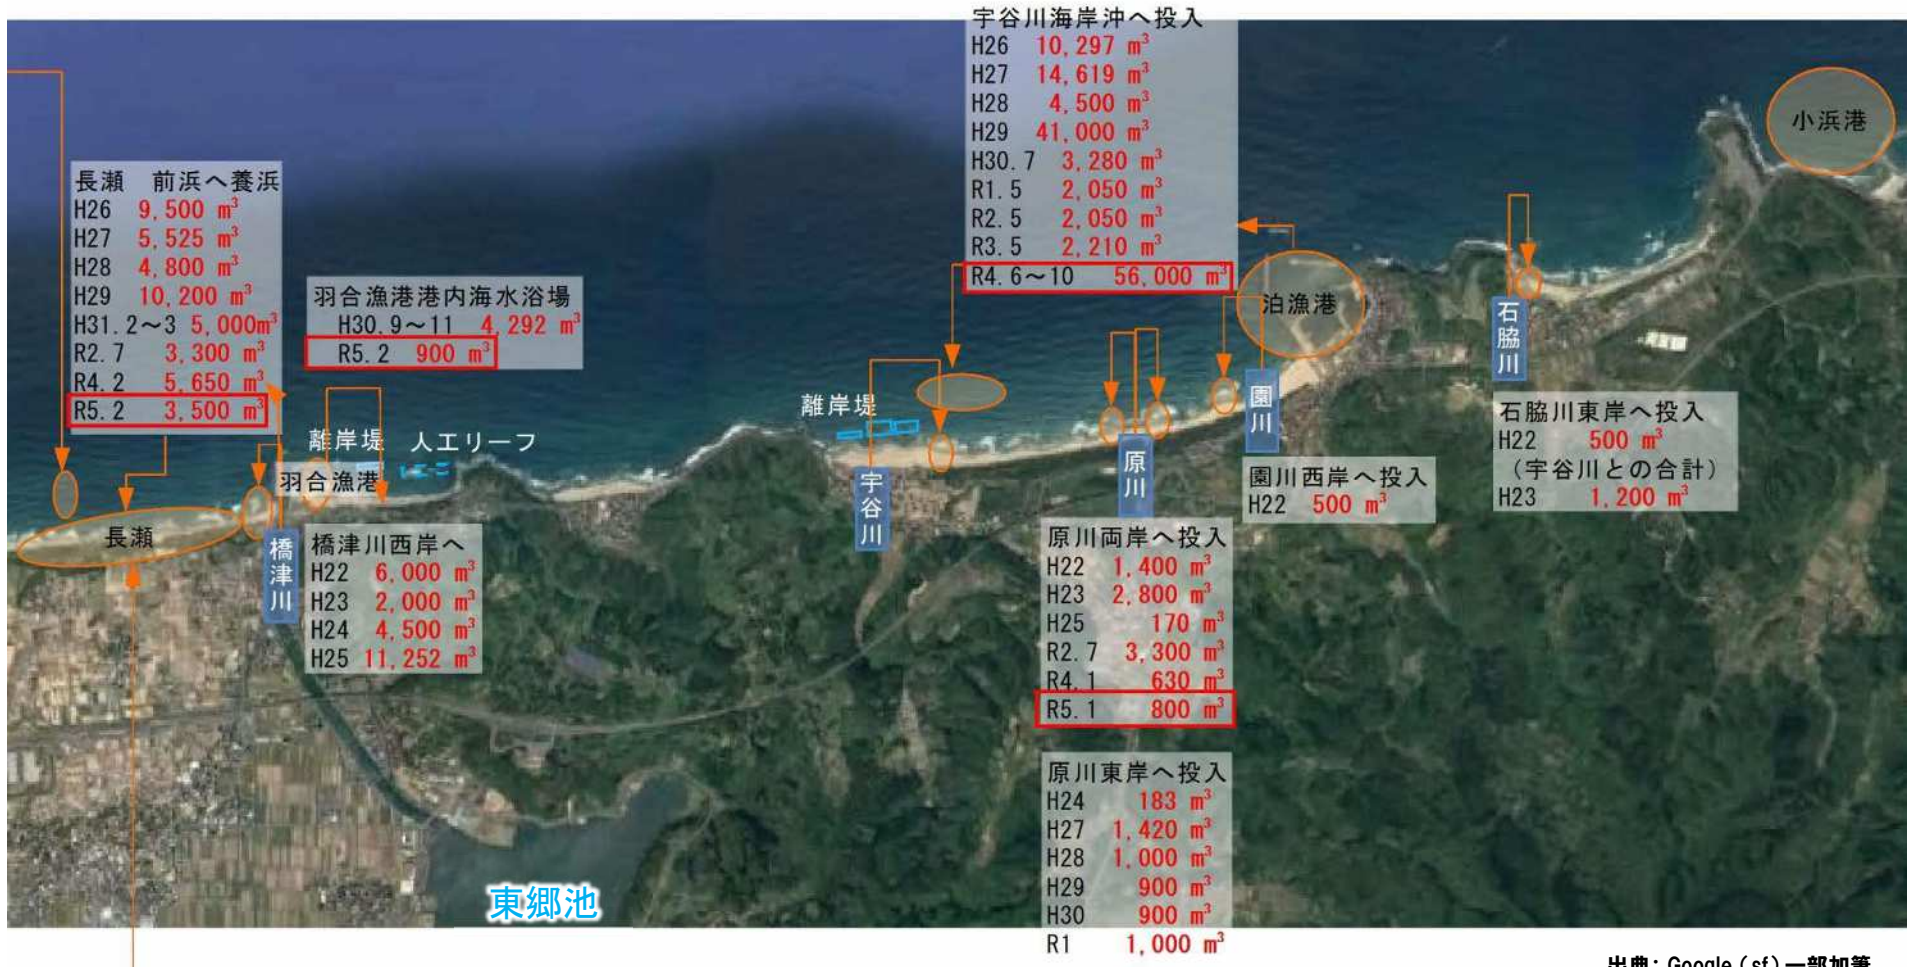 宇谷川海岸沖へ投入
H26 10,297 m³
H27 14,619 m³
H28 4,500 m³
H29 41,000 m³
H30.7 3,280 m³
R1.5 2,050 m³
R2.5 2,050 m³
R3.5 2,210 m³
R4.6～10 56,000 m³
小浜港
長瀬 前浜へ養浜
H26 9,500 m³
H27 5,525 m³
H28 4,800 m³
H29 10,200 m³
H31.2～3 5,000m³
R2.7 3,300 m³
R4.2 5,650 m³
R5.2 3,500 m³
羽合漁港港内海水浴場
H30.9～11 4,292 m³
R5.2 900 m³
泊漁港
石脇川
離岸堤
園川
離岸堤
人工リーフ
羽合漁港
長瀬
橋津川
宇谷川
原川
石脇川東岸へ投入
H22 500 m³
（宇谷川との合計）
H23 1,200 m³
園川西岸へ投入
H22 500 m³
橋津川西岸へ
H22 6,000 m³
H23 2,000 m³
H24 4,500 m³
H25 11,252 m³
原川両岸へ投入
H22 1,400 m³
H23 2,800 m³
H25 170 m³
R2.7 3,300 m³
R4.1 630 m³
R5.1 800 m³
原川東岸へ投入
H24 183 m³
H27 1,420 m³
H28 1,000 m³
H29 900 m³
H30 900 m³
R1 1,000 m³
東郷池
出典：Google（sf）一部加筆